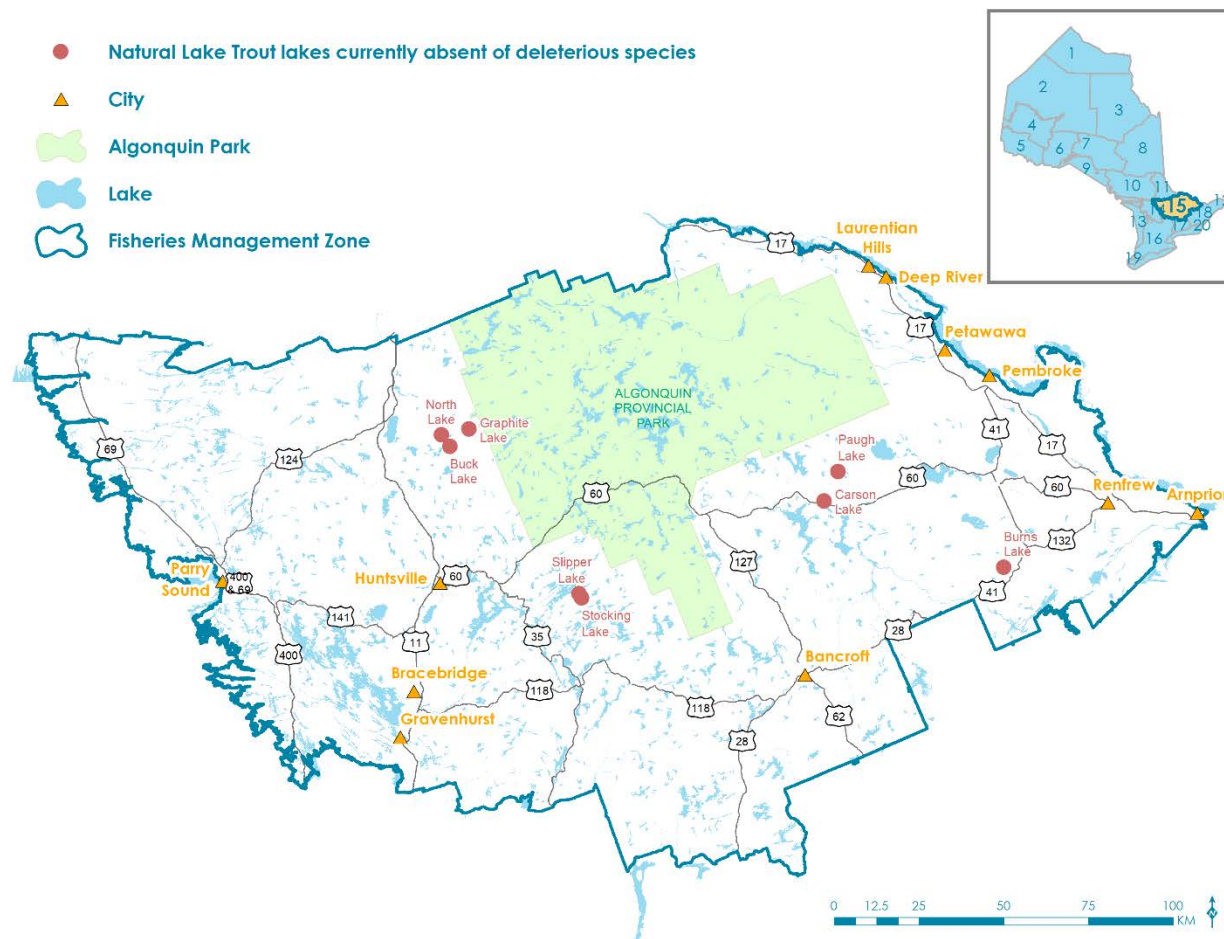 Natural Lake Trout lakes currently absent of deleterious species
City
Algonquin Park
Lake
Fisheries Management Zone
1
2
3
4
5
6
7
8
9
10
11
13
15
16
17
18
19
20
Laurentian
Hills
Deep River
Petawawa
Pembroke
Renfrew
Arnprior
ALGONQUIN
PROVINCIAL
PARK
North
Lake
Graphite
Lake
Buck
Lake
Paugh
Lake
Carson
Lake
Burns
Lake
Slipper
Lake
Stocking
Lake
Parry
Sound
Huntsville
Bracebridge
Gravenhurst
Bancroft
17
17
41
17
69
124
60
60
60
132
41
400
& 69
60
127
141
11
35
28
400
118
118
62
28
0
12.5
25
50
75
100
KM
N